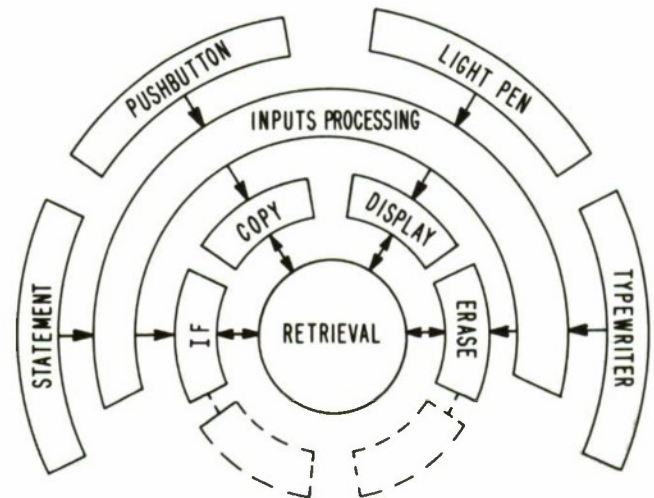 PUSHBUTTON
LIGHT PEN
INPUTS PROCESSING
COPY
DISPLAY
STATEMENT
IF
RETRIEVAL
ERASE
TYPEWRITER